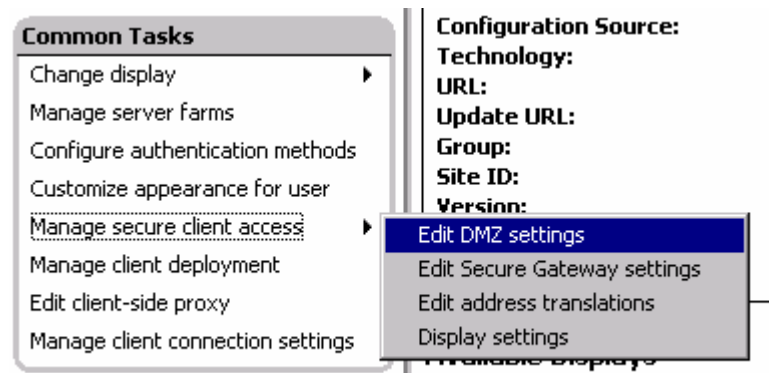 Common Tasks
Change display
Manage server farms
Configure authentication methods
Customize appearance for user
Manage secure client access
Manage client deployment
Edit client-side proxy
Manage client connection settings
Configuration Source:
Technology:
URL:
Update URL:
Group:
Site ID:
Version:
Edit DMZ settings
Edit Secure Gateway settings
Edit address translations
Display settings
Available Displays